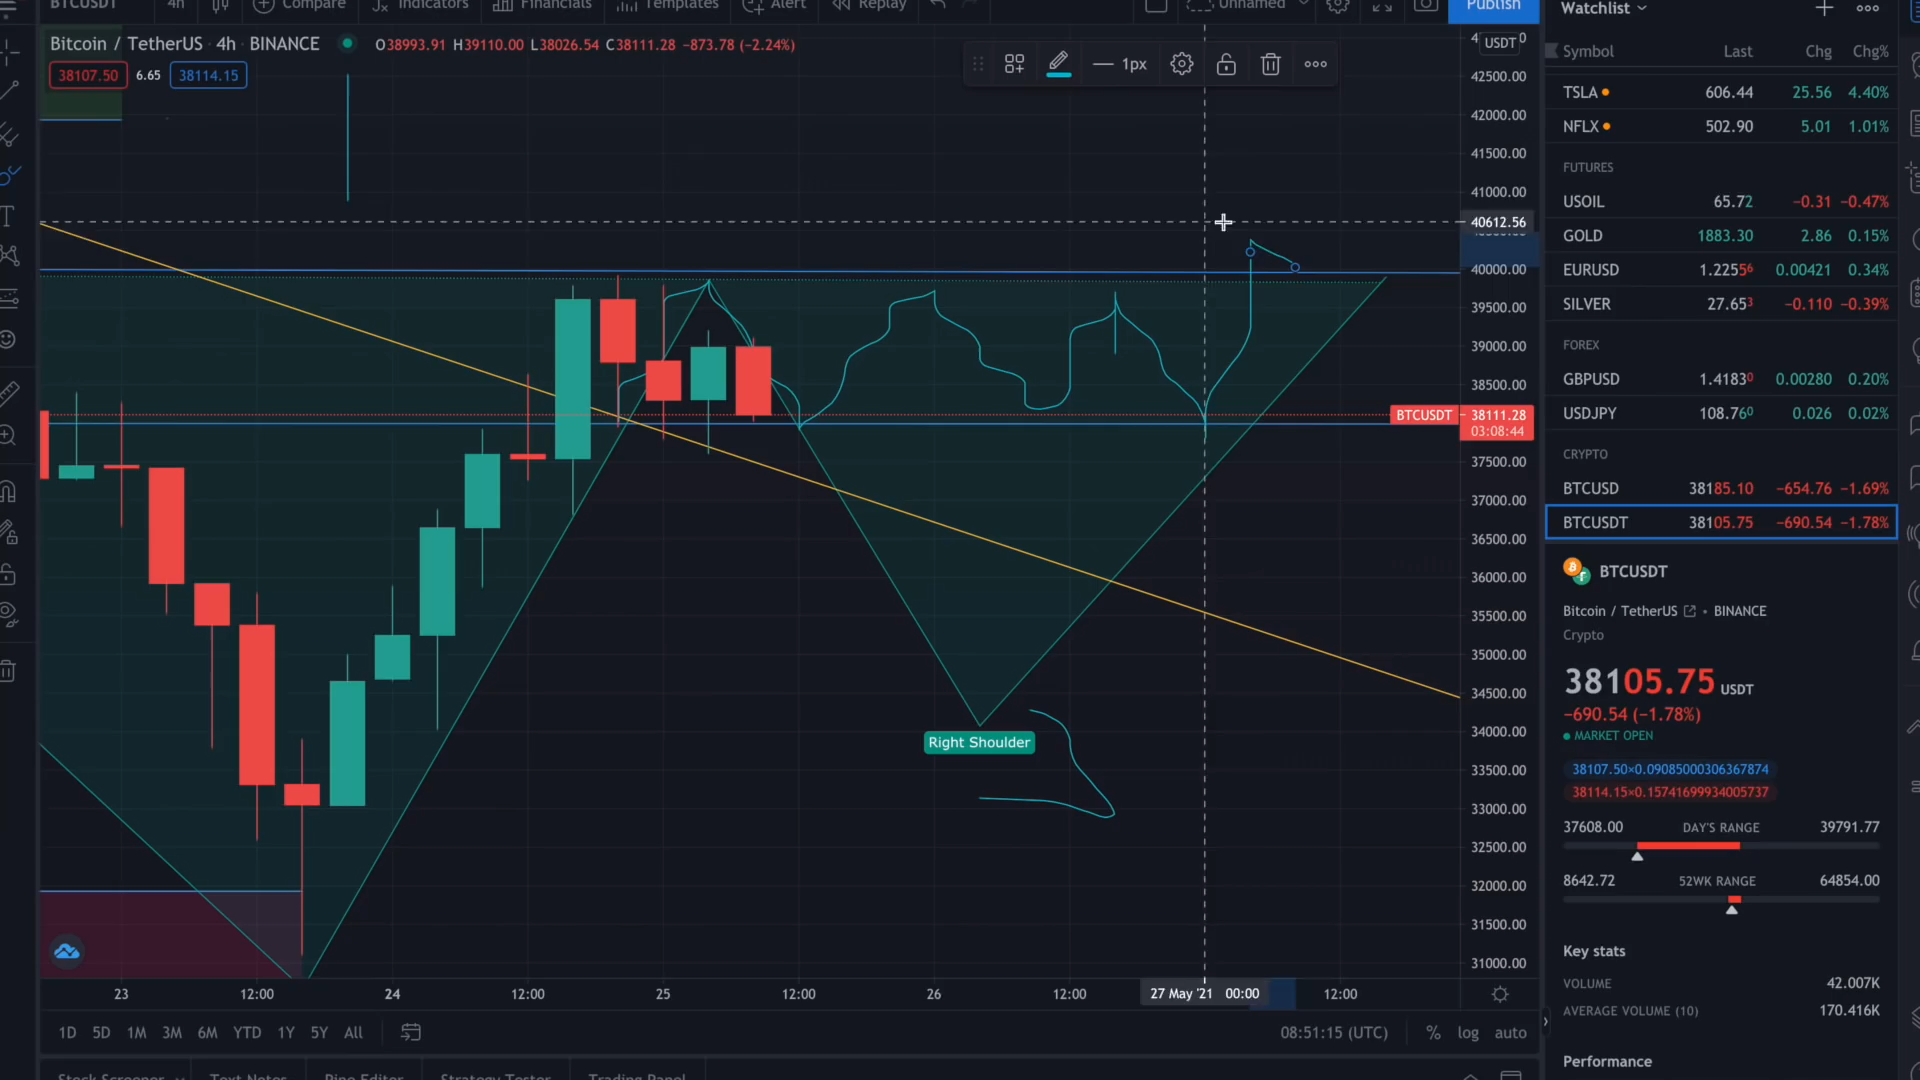 BTCUSDT 4h Compare Indicators Financials Templates Alert Replay Unnamed Publish
Bitcoin / TetherUS · 4h · BINANCE O38993.91 H39110.00 L38026.54 C38111.28 −873.78 (−2.24%)
38107.50 6.65 38114.15
1px
USDT
42500.00
42000.00
41500.00
41000.00
40612.56
40000.00
39500.00
39000.00
38500.00
BTCUSDT 38111.28
03:08:44
37500.00
37000.00
36500.00
36000.00
35500.00
35000.00
34500.00
34000.00
33500.00
33000.00
32500.00
32000.00
31500.00
31000.00
Right Shoulder
23 12:00 24 12:00 25 12:00 26 12:00 27 May '21 00:00 12:00
1D 5D 1M 3M 6M YTD 1Y 5Y All 08:51:15 (UTC) % log auto
Stock Screener Text Notes Pine Editor Strategy Tester Trading Panel
Watchlist
Symbol Last Chg Chg%
TSLA 606.44 25.56 4.40%
NFLX 502.90 5.01 1.01%
FUTURES
USOIL 65.72 −0.31 −0.47%
GOLD 1883.30 2.86 0.15%
EURUSD 1.22556 0.00421 0.34%
SILVER 27.653 −0.110 −0.39%
FOREX
GBPUSD 1.41830 0.00280 0.20%
USDJPY 108.760 0.026 0.02%
CRYPTO
BTCUSD 38185.10 −654.76 −1.69%
BTCUSDT 38105.75 −690.54 −1.78%
BTCUSDT
Bitcoin / TetherUS • BINANCE
Crypto
38105.75 USDT
−690.54 (−1.78%)
MARKET OPEN
38107.50×0.09085000306367874
38114.15×0.15741699934005737
37608.00 DAY'S RANGE 39791.77
8642.72 52WK RANGE 64854.00
Key stats
VOLUME 42.007K
AVERAGE VOLUME (10) 170.416K
Performance